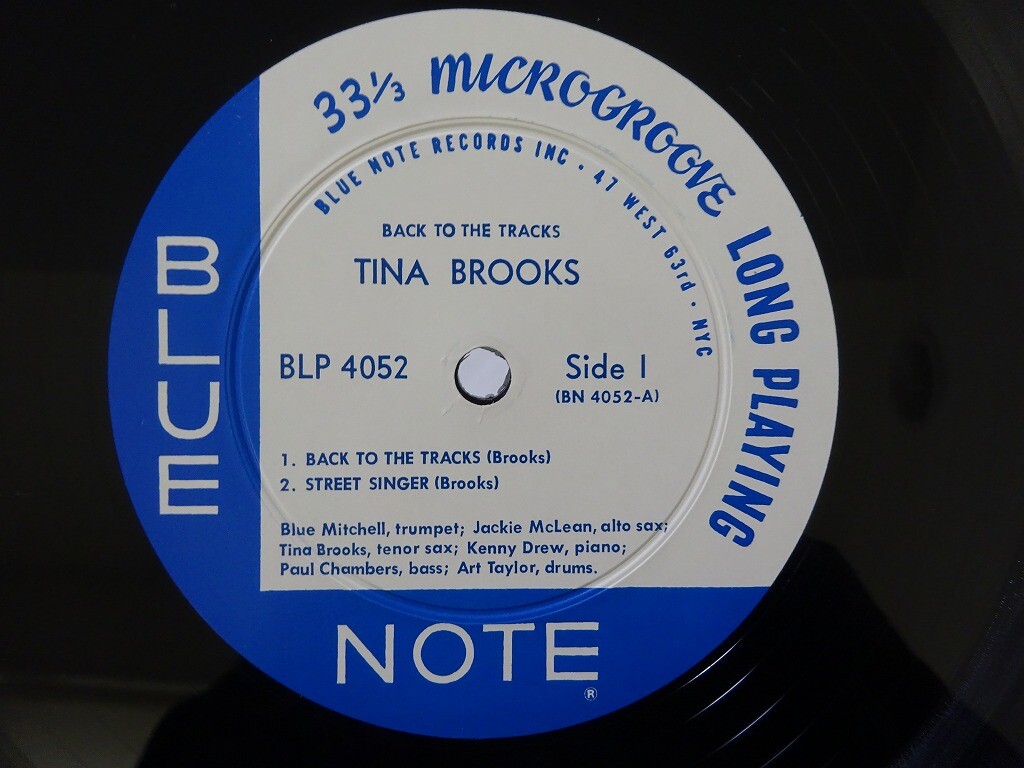 33 1/3 MICROGROOVE LONG PLAYING
BLUE NOTE RECORDS INC · 47 WEST 63rd · NYC
BACK TO THE TRACKS
TINA BROOKS
BLP 4052
Side 1
(BN 4052-A)
1. BACK TO THE TRACKS (Brooks)
2. STREET SINGER (Brooks)
Blue Mitchell, trumpet; Jackie McLean, alto sax;
Tina Brooks, tenor sax; Kenny Drew, piano;
Paul Chambers, bass; Art Taylor, drums.
BLUE
NOTE
®